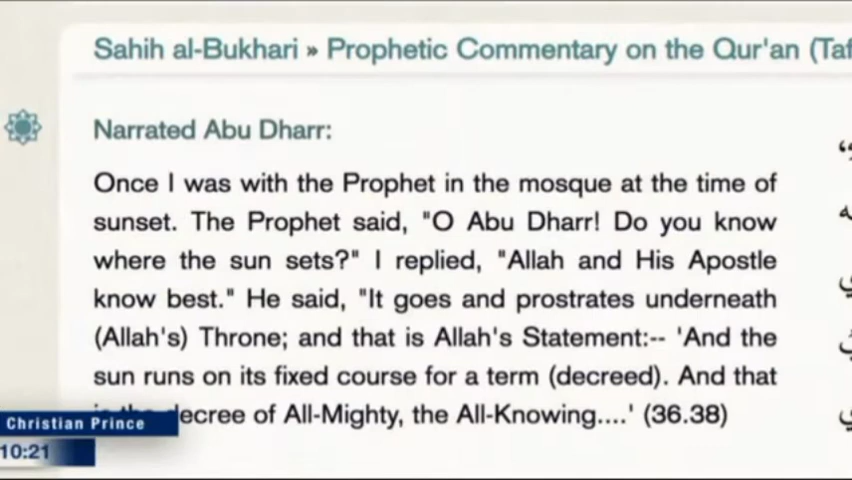 Sahih al-Bukhari » Prophetic Commentary on the Qur'an (Taf
Narrated Abu Dharr:
Once I was with the Prophet in the mosque at the time of
sunset. The Prophet said, "O Abu Dharr! Do you know
where the sun sets?" I replied, "Allah and His Apostle
know best." He said, "It goes and prostrates underneath
(Allah's) Throne; and that is Allah's Statement:-- 'And the
sun runs on its fixed course for a term (decreed). And that
decree of All-Mighty, the All-Knowing....' (36.38)
Christian Prince
10:21